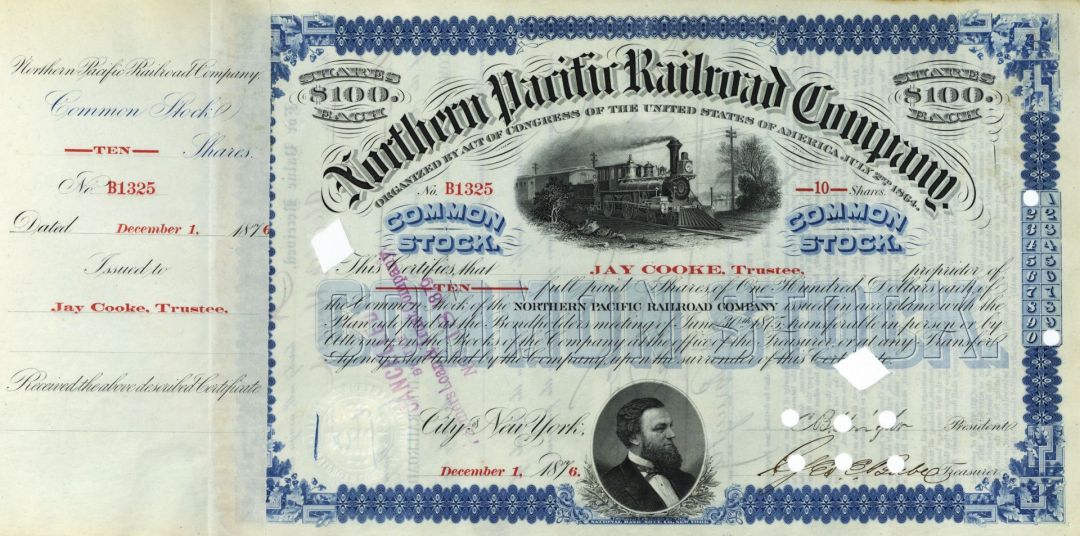 Northern Pacific Railroad Company.
Common Stock
TEN Shares.
No. B1325
Dated December 1, 1876
Issued to
Jay Cooke, Trustee,
Received the above described Certificate
SHARES
$100.
EACH
SHARES
$100.
EACH
Northern Pacific Railroad Company.
ORGANIZED BY ACT OF CONGRESS OF THE UNITED STATES OF AMERICA, JULY 2ND 1864.
No. B1325
10 Shares.
COMMON STOCK.
COMMON STOCK.
This Certifies, that JAY COOKE, Trustee, proprietor of
TEN full paid Shares, of One Hundred Dollars each, of
the Common Stock of the NORTHERN PACIFIC RAILROAD COMPANY issued in accordance with the
Plan adopted at the Bondholders meeting of June 30th 1875 transferable in person or by
Attorney on the Books of the Company at the office of the Treasurer or at any Transfer
Agency established by the Company, upon the surrender of this Certificate
COMMON STOCK.
CANCELLED
City of New York,
December 1, 1876.
C B Wright President
Treasurer
NATIONAL BANK NOTE CO. NEW YORK
1 1
2 2
3 3
4 4
5 5
6 6
7 7
8 8
9 9
0